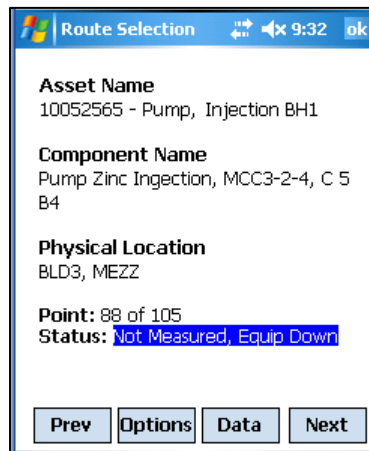 Route Selection 9:32 ok
Asset Name
10052565 - Pump, Injection BH1
Component Name
Pump Zinc Ingection, MCC3-2-4, C 5
B4
Physical Location
BLD3, MEZZ
Point: 88 of 105
Status: Not Measured, Equip Down
Prev Options Data Next